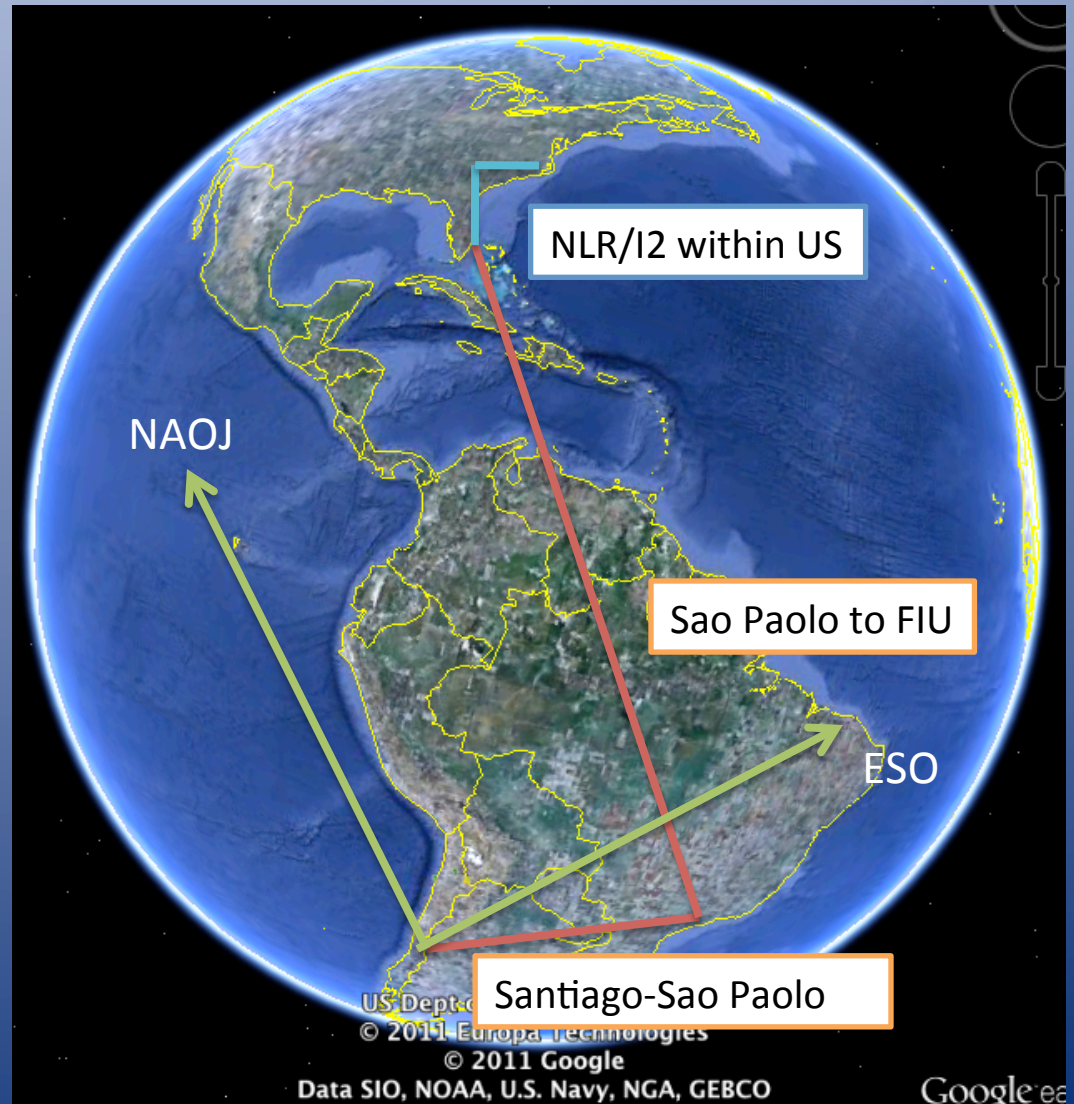 NLR/I2 within US
NAOJ
Sao Paolo to FIU
ESO
Santiago-Sao Paolo
US Dept
© 2011 Europa Technologies
© 2011 Google
Data SIO, NOAA, U.S. Navy, NGA, GEBCO
Google